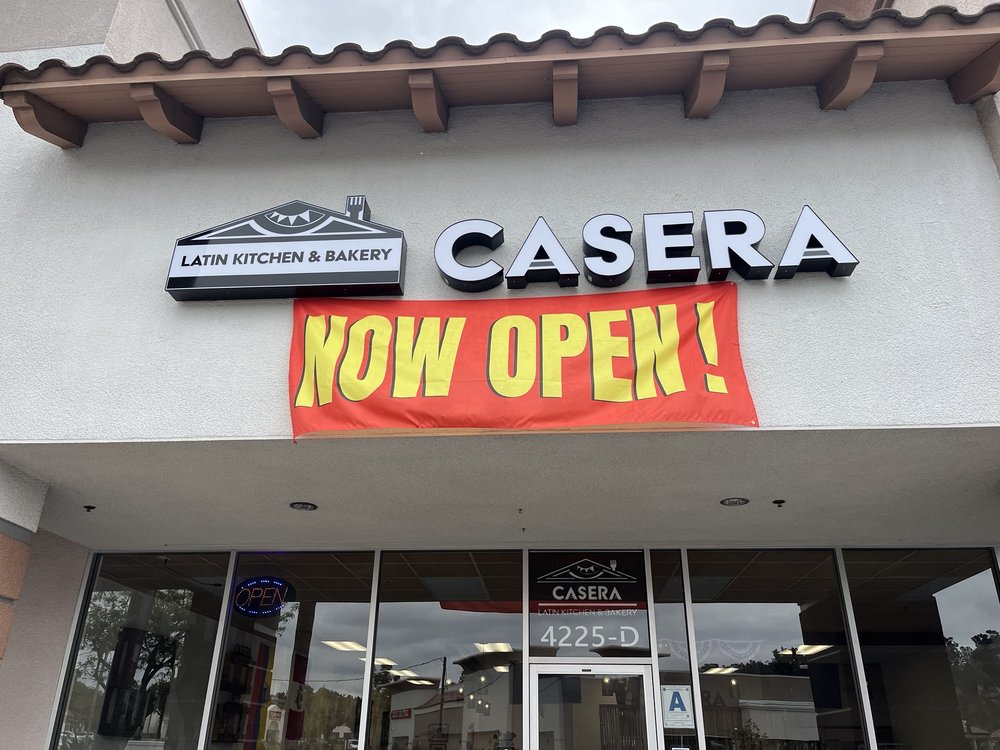 LATIN KITCHEN & BAKERY
CASERA
NOW OPEN!
OPEN
CASERA
LATIN KITCHEN & BAKERY
4225-D
A